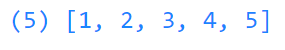 (5) [1, 2, 3, 4, 5]